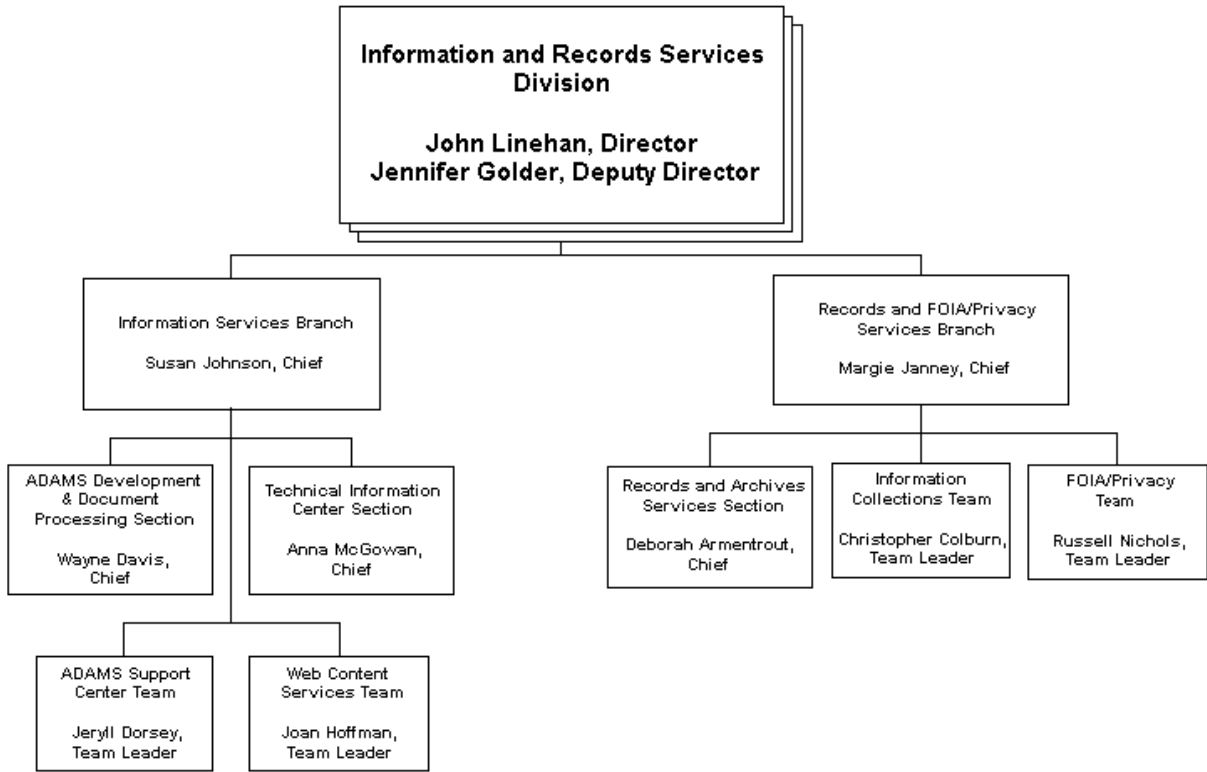 Information and Records Services
Division
John Linehan, Director
Jennifer Golder, Deputy Director
Information Services Branch
Susan Johnson, Chief
Records and FOIA/Privacy
Services Branch
Margie Janney, Chief
ADAMS Development
& Document
Processing Section
Wayne Davis,
Chief
Technical Information
Center Section
Anna McGowan,
Chief
Records and Archives
Services Section
Deborah Armentrout,
Chief
Information
Collections Team
Christopher Colburn,
Team Leader
FOIA/Privacy
Team
Russell Nichols,
Team Leader
ADAMS Support
Center Team
Jeryll Dorsey,
Team Leader
Web Content
Services Team
Joan Hoffman,
Team Leader